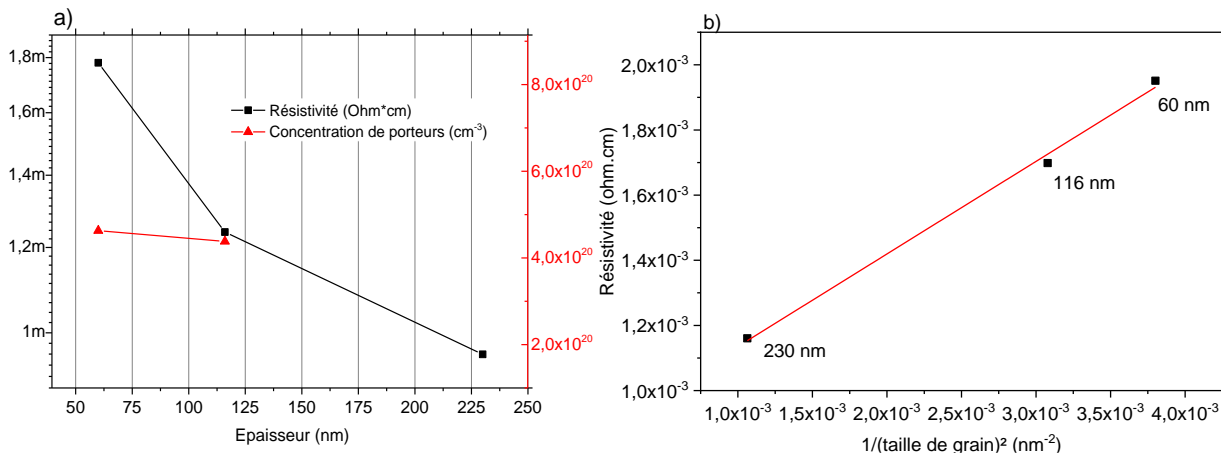 a)
1,8m
1,6m
1,4m
1,2m
1m
8,0x10²⁰
6,0x10²⁰
4,0x10²⁰
2,0x10²⁰
Résistivité (Ohm*cm)
Concentration de porteurs (cm⁻³)
50 75 100 125 150 175 200 225 250
Epaisseur (nm)
b)
Résistivité (ohm.cm)
2,0x10⁻³
1,8x10⁻³
1,6x10⁻³
1,4x10⁻³
1,2x10⁻³
1,0x10⁻³
60 nm
116 nm
230 nm
1,0x10⁻³ 1,5x10⁻³ 2,0x10⁻³ 2,5x10⁻³ 3,0x10⁻³ 3,5x10⁻³ 4,0x10⁻³
1/(taille de grain)² (nm⁻²)